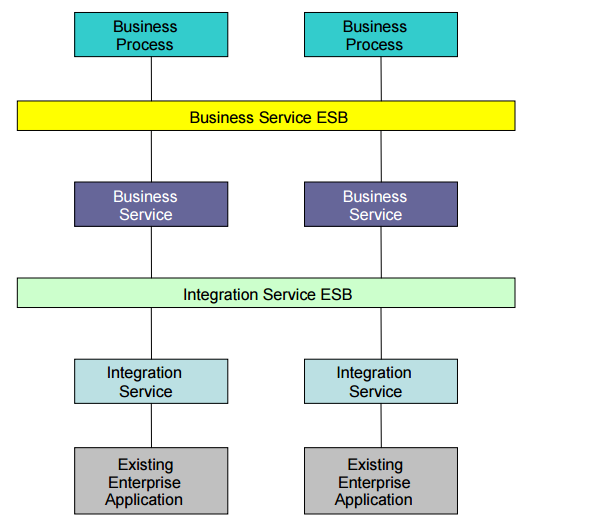 Business
Process
Business
Process
Business Service ESB
Business
Service
Business
Service
Integration Service ESB
Integration
Service
Integration
Service
Existing
Enterprise
Application
Existing
Enterprise
Application